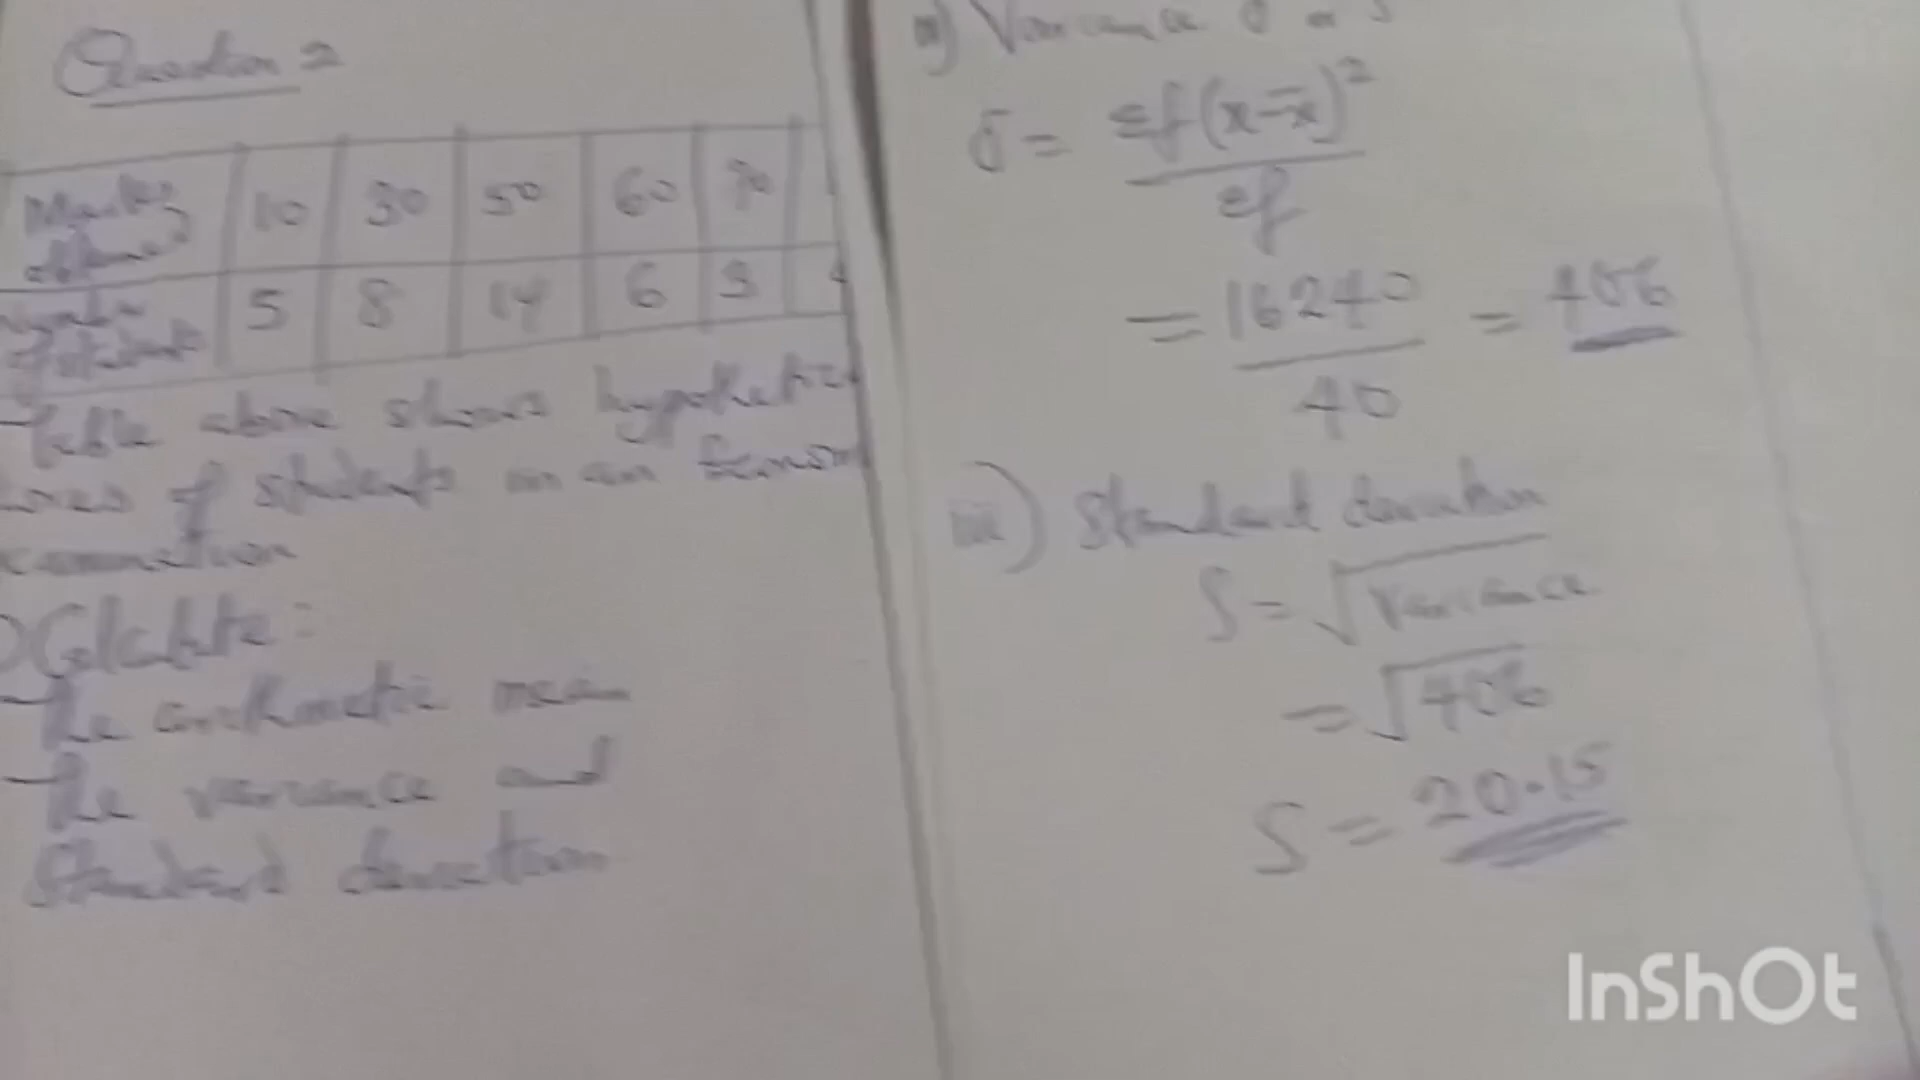 Question 2
Marks obtained 10 30 50 60 70
Number of students 5 8 14 6 3 4
Table above shows
of students in an
Calculate:
The arithmetic mean
The variance and
Standard deviation
ii) Variance
σ = Σf(x-x̄)²
Σf
= 16240 = 406
40
iii) Standard deviation
S = √variance
= √406
S = 20.15
InShOt